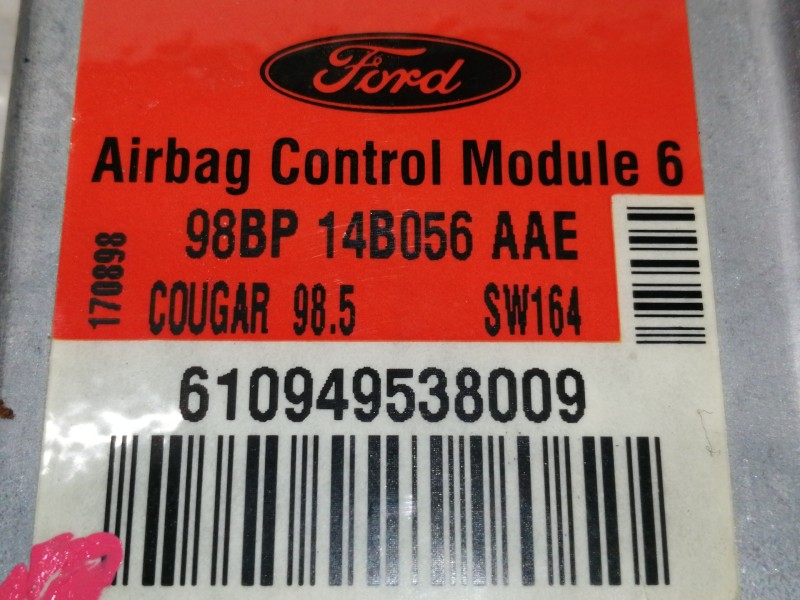 Ford
Airbag Control Module 6
98BP 14B056 AAE
170898
COUGAR 98.5 SW164
610949538009